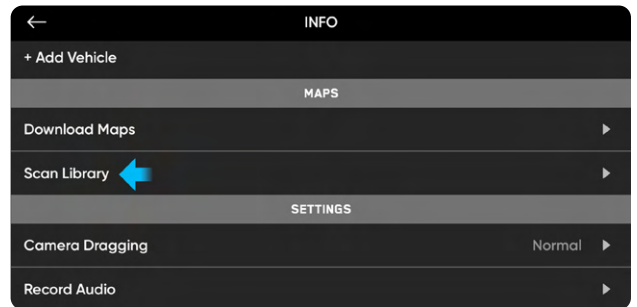 INFO
+ Add Vehicle
MAPS
Download Maps
Scan Library
SETTINGS
Camera Dragging Normal
Record Audio